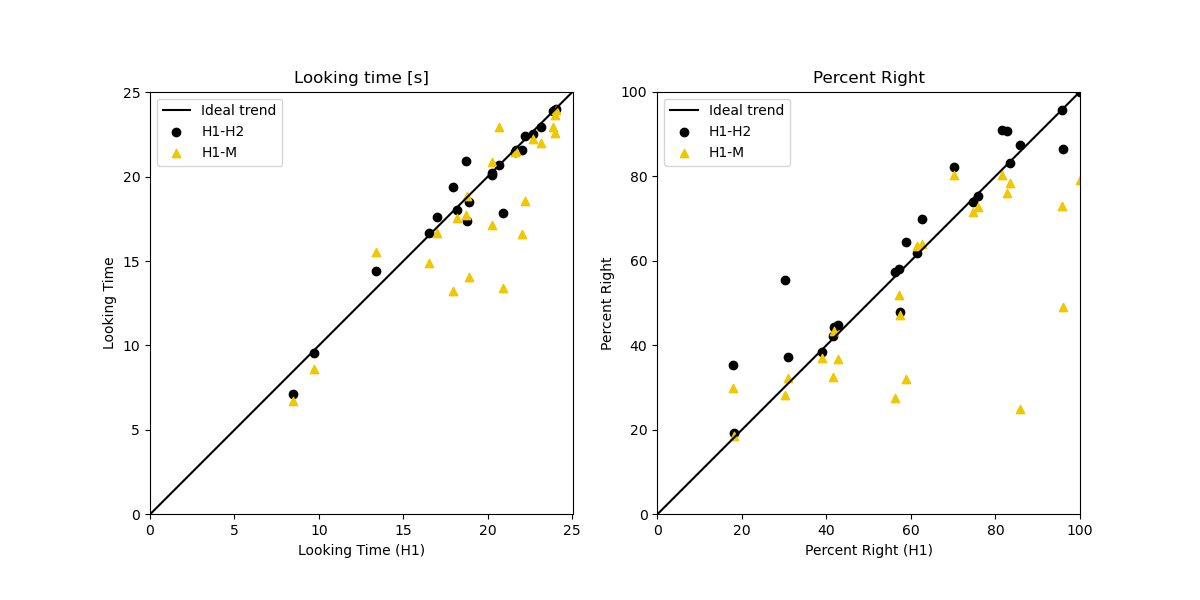 Looking time [s]
Ideal trend
H1-H2
H1-M
Looking Time
25
20
15
10
5
0
0 5 10 15 20 25
Looking Time (H1)
Percent Right
Ideal trend
H1-H2
H1-M
Percent Right
100
80
60
40
20
0
0 20 40 60 80 100
Percent Right (H1)